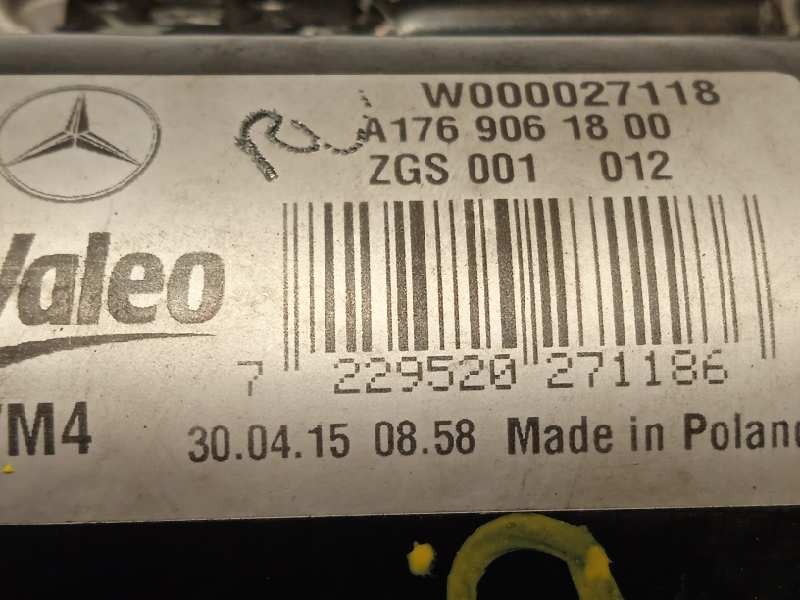 W000027118
A176 906 18 00
ZGS 001 012
Valeo
7 229520 271186
M4
30.04.15 08.58 Made in Poland